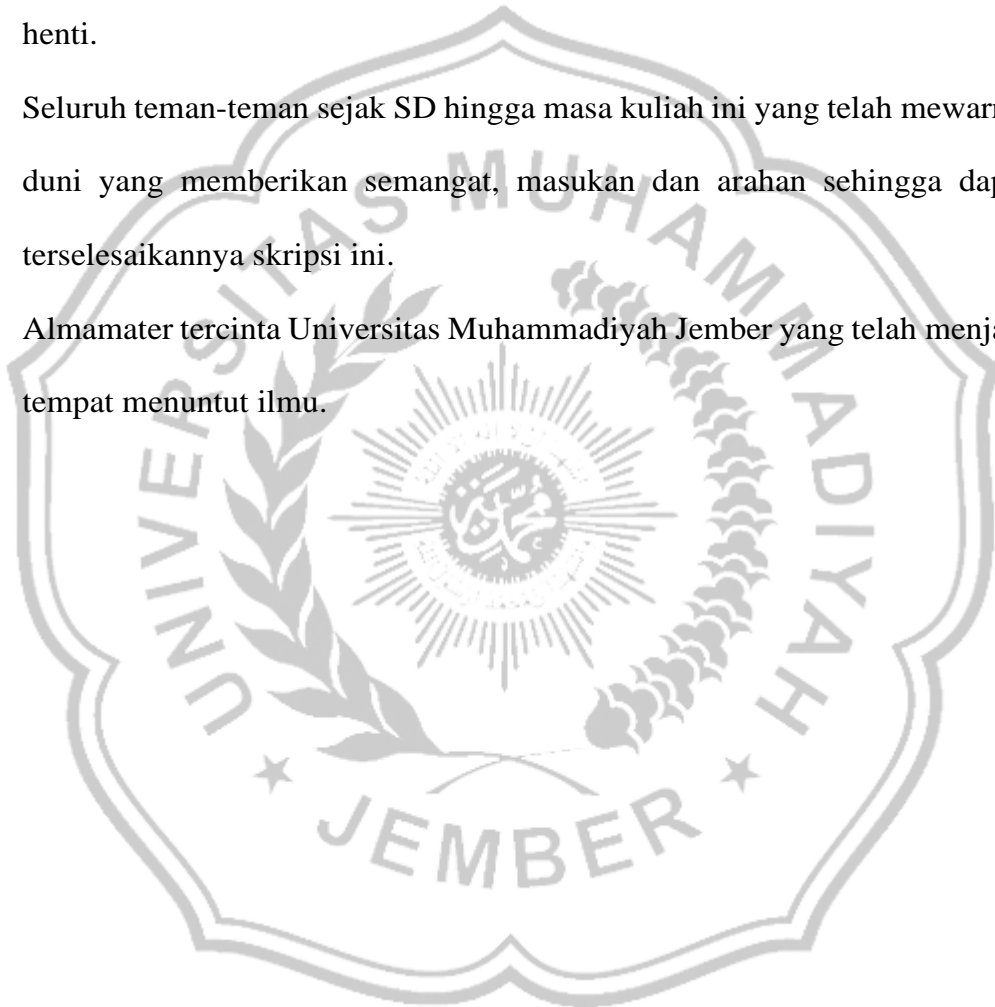 henti.
Seluruh teman-teman sejak SD hingga masa kuliah ini yang telah mewarn
duni yang memberikan semangat, masukan dan arahan sehingga dap
terselesaikannya skripsi ini.
Almamater tercinta Universitas Muhammadiyah Jember yang telah menja
tempat menuntut ilmu.
UNIVERSITAS MUHAMMADIYAH
JEMBER